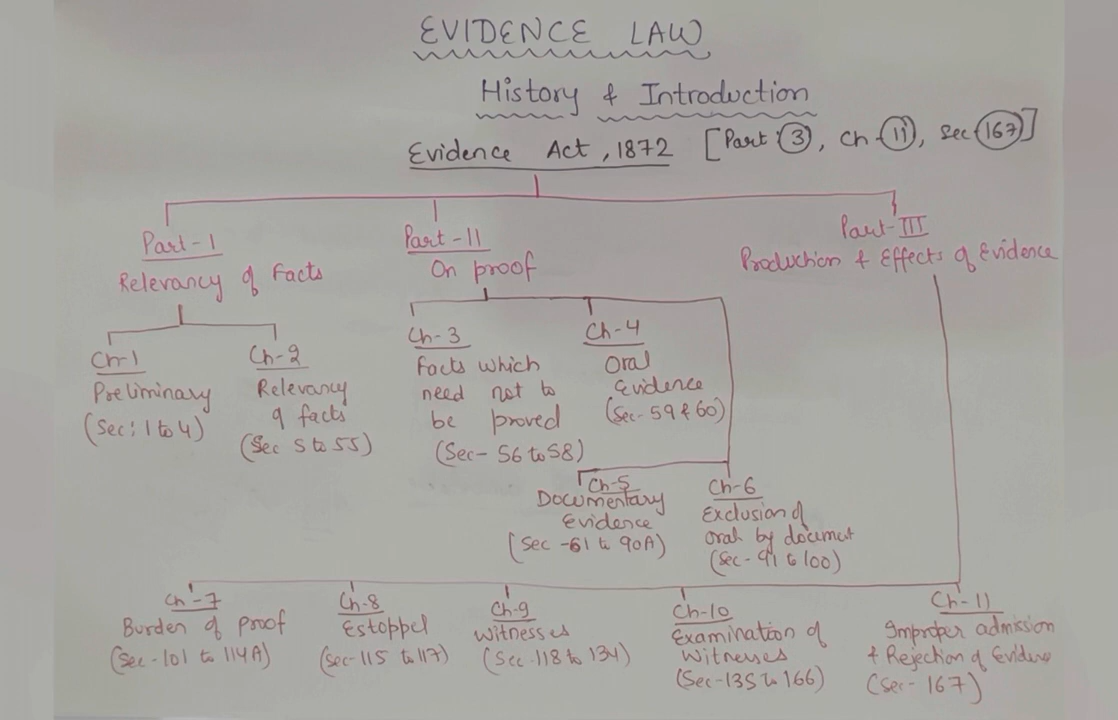 EVIDENCE LAW
History & Introduction
Evidence Act, 1872 [Part 3, Ch-11, Sec 167]
Part-1
Relevancy of Facts
Ch-1
Preliminary
(Sec: 1 to 4)
Ch-2
Relevancy
of facts
(Sec 5 to 55)
Part-II
On proof
Ch-3
Facts which
need not to
be proved
(Sec- 56 to 58)
Ch-4
Oral
Evidence
(Sec- 59 & 60)
Ch-5
Documentary
Evidence
(Sec -61 to 90A)
Ch-6
Exclusion of
oral by documet
(Sec- 91 to 100)
Part-III
Production & Effects of Evidence
Ch-7
Burden of proof
(Sec-101 to 114A)
Ch-8
Estoppel
(Sec-115 to 117)
Ch-9
Witnesses
(Sec-118 to 134)
Ch-10
Examination of
Witnesses
(Sec-135 to 166)
Ch-11
Improper admission
& Rejection of Evidence
(Sec- 167)